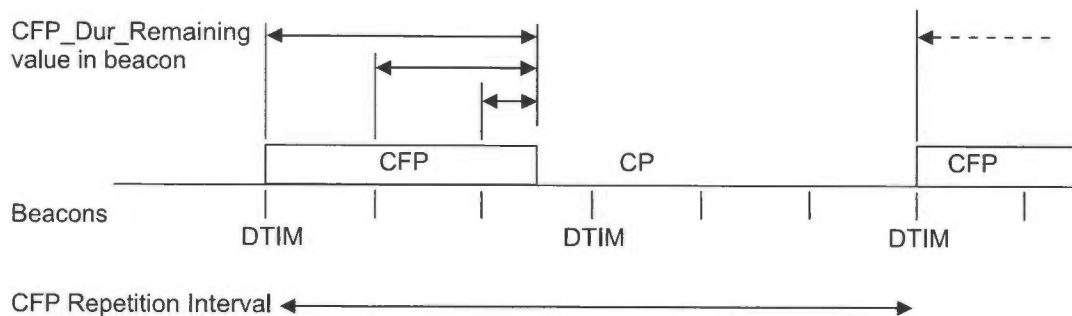 CFP_Dur_Remaining
value in beacon
CFP CP CFP
Beacons
DTIM DTIM DTIM
CFP Repetition Interval